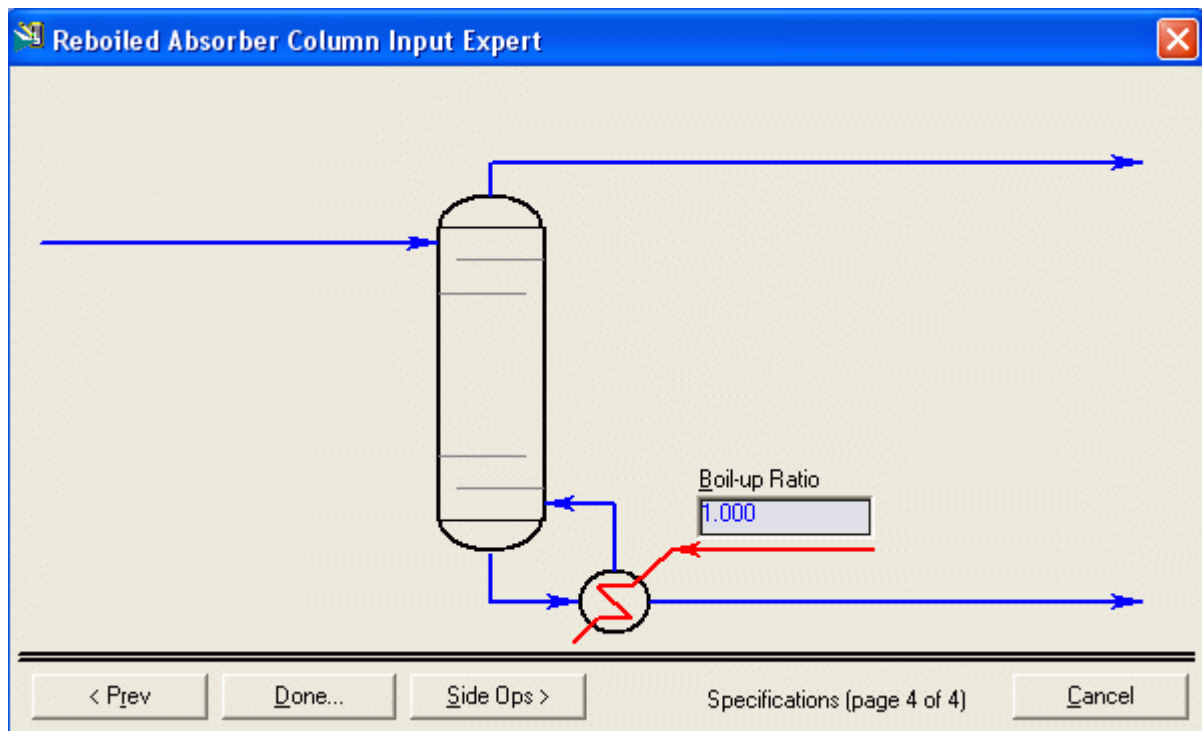 Reboiled Absorber Column Input Expert
Boil-up Ratio
1.000
< Prev
Done...
Side Ops >
Specifications (page 4 of 4)
Cancel